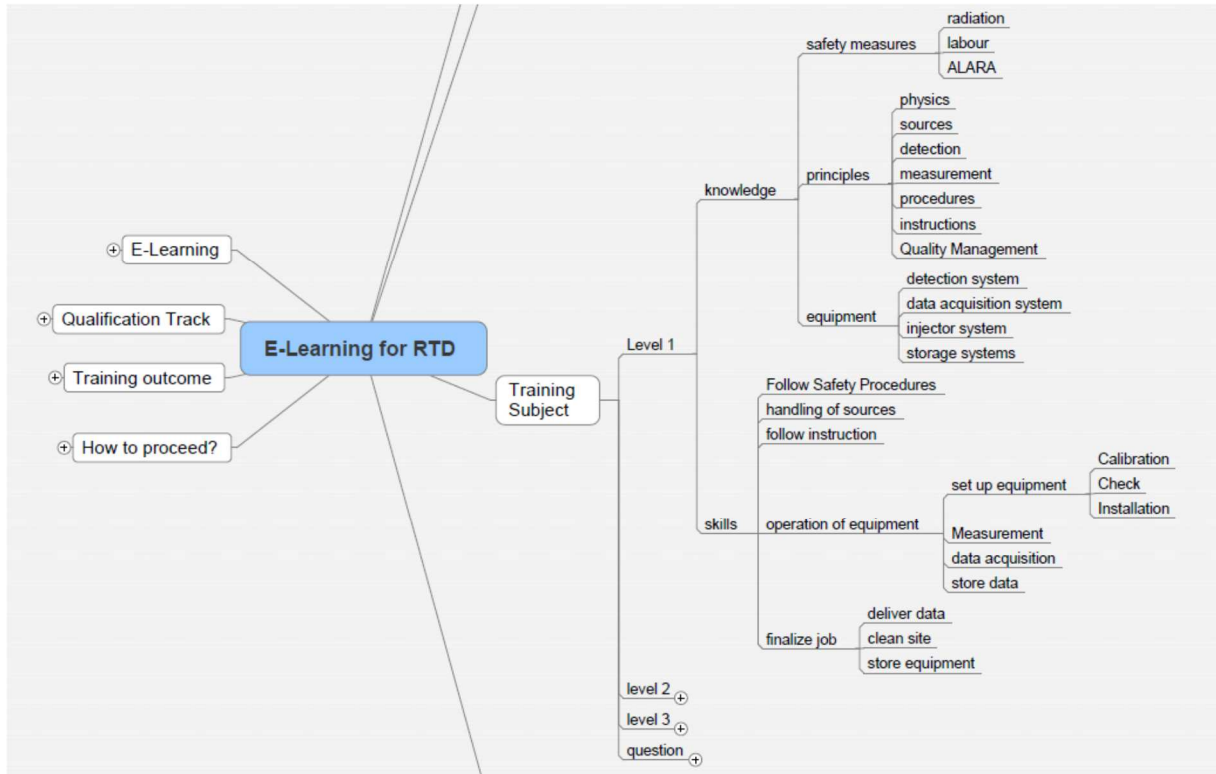 E-Learning
Qualification Track
Training outcome
How to proceed?
E-Learning for RTD
Training
Subject
Level 1
knowledge
safety measures
radiation
labour
ALARA
principles
physics
sources
detection
measurement
procedures
instructions
Quality Management
equipment
detection system
data acquisition system
injector system
storage systems
skills
Follow Safety Procedures
handling of sources
follow instruction
operation of equipment
set up equipment
Calibration
Check
Installation
Measurement
data acquisition
store data
finalize job
deliver data
clean site
store equipment
level 2
level 3
question